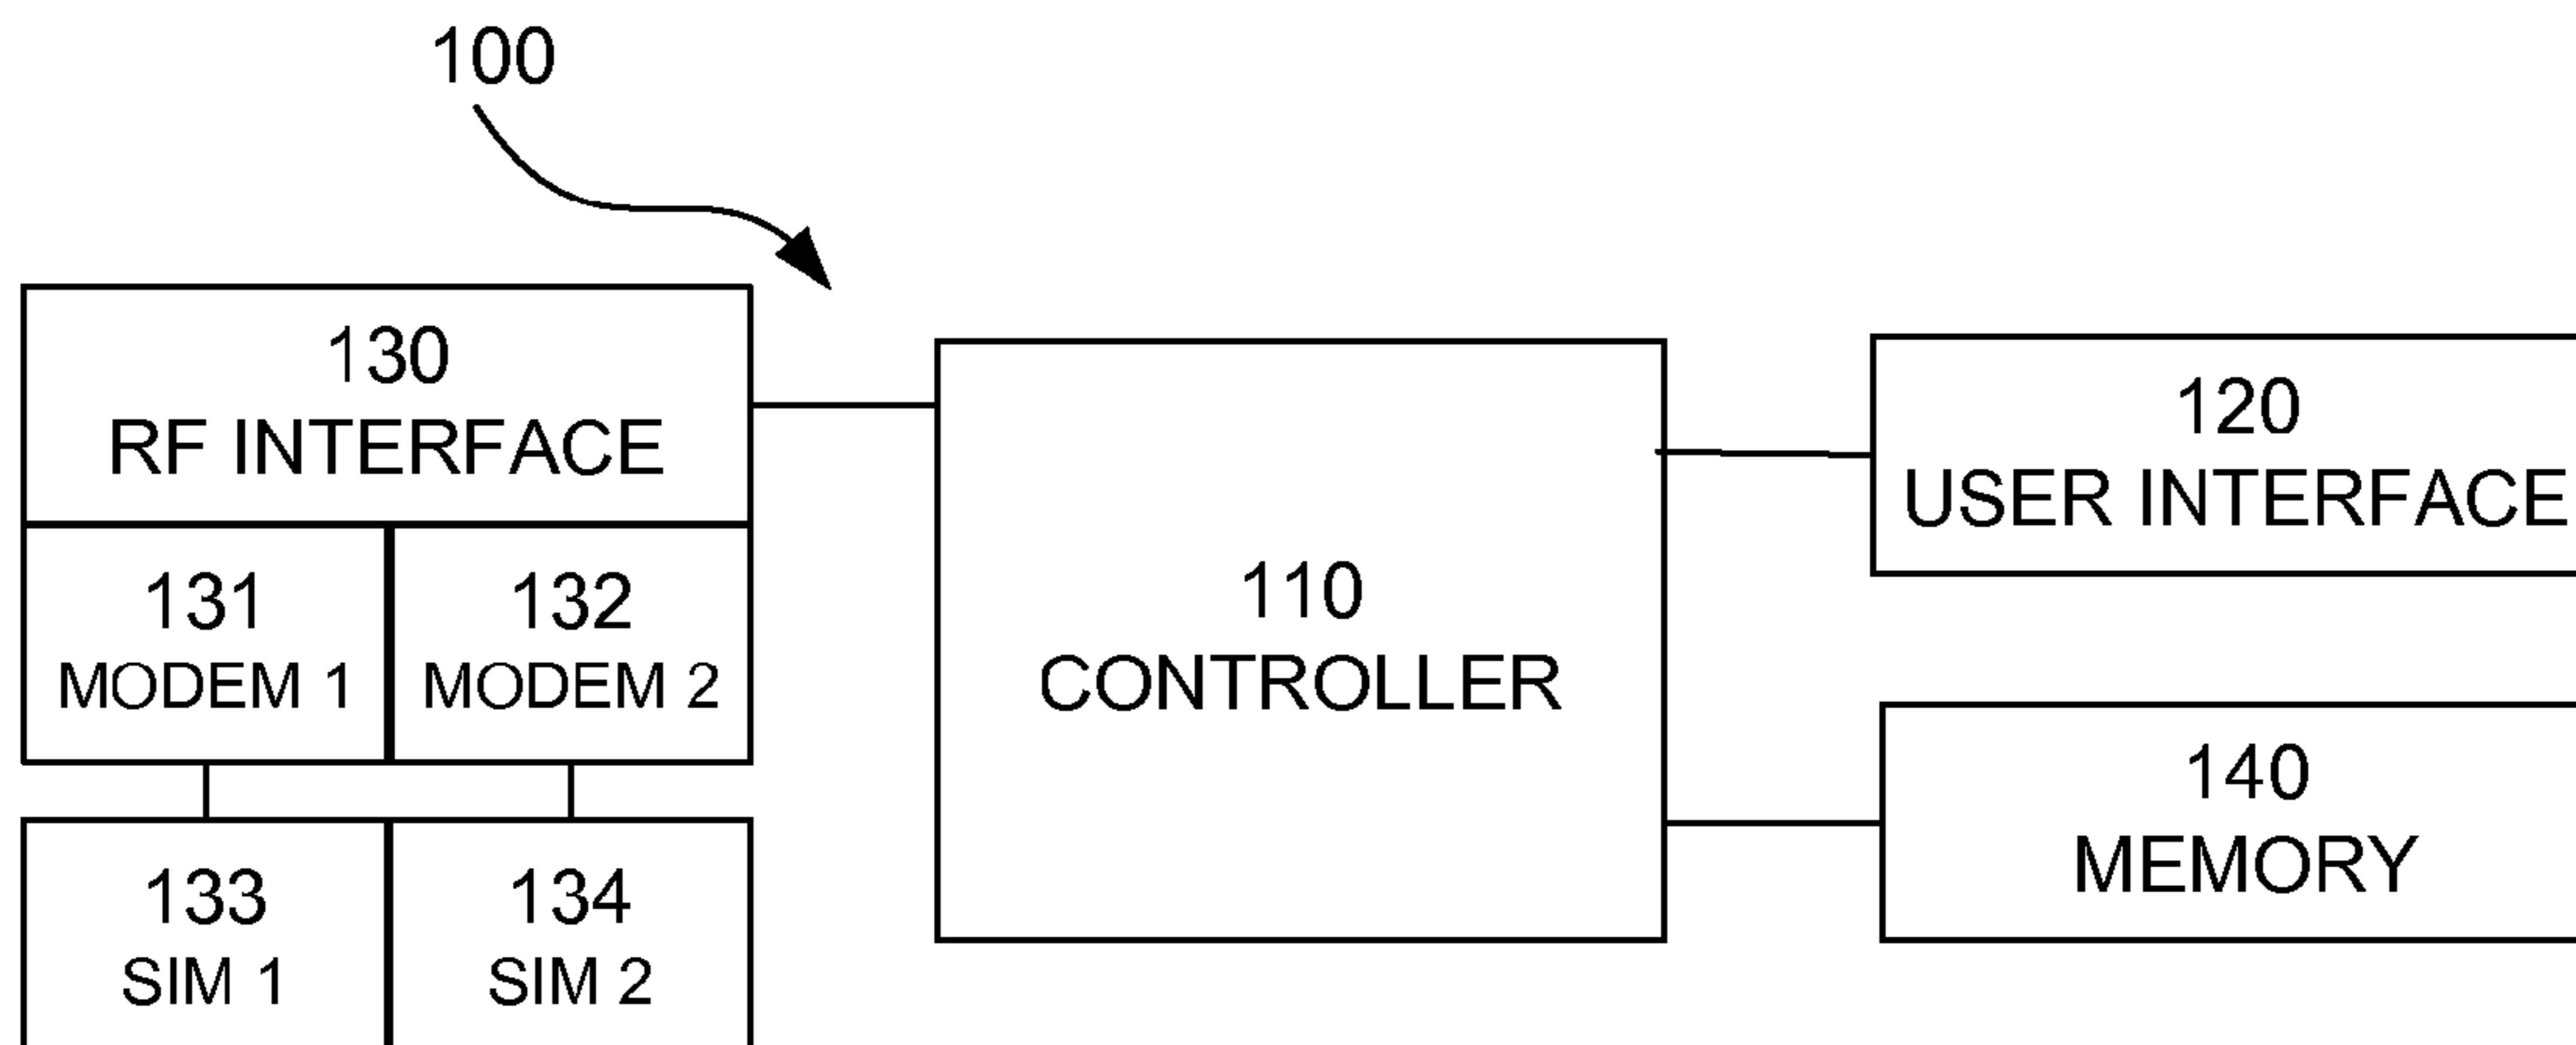 100
130
RF INTERFACE
131
MODEM 1
132
MODEM 2
133
SIM 1
134
SIM 2
110
CONTROLLER
120
USER INTERFACE
140
MEMORY